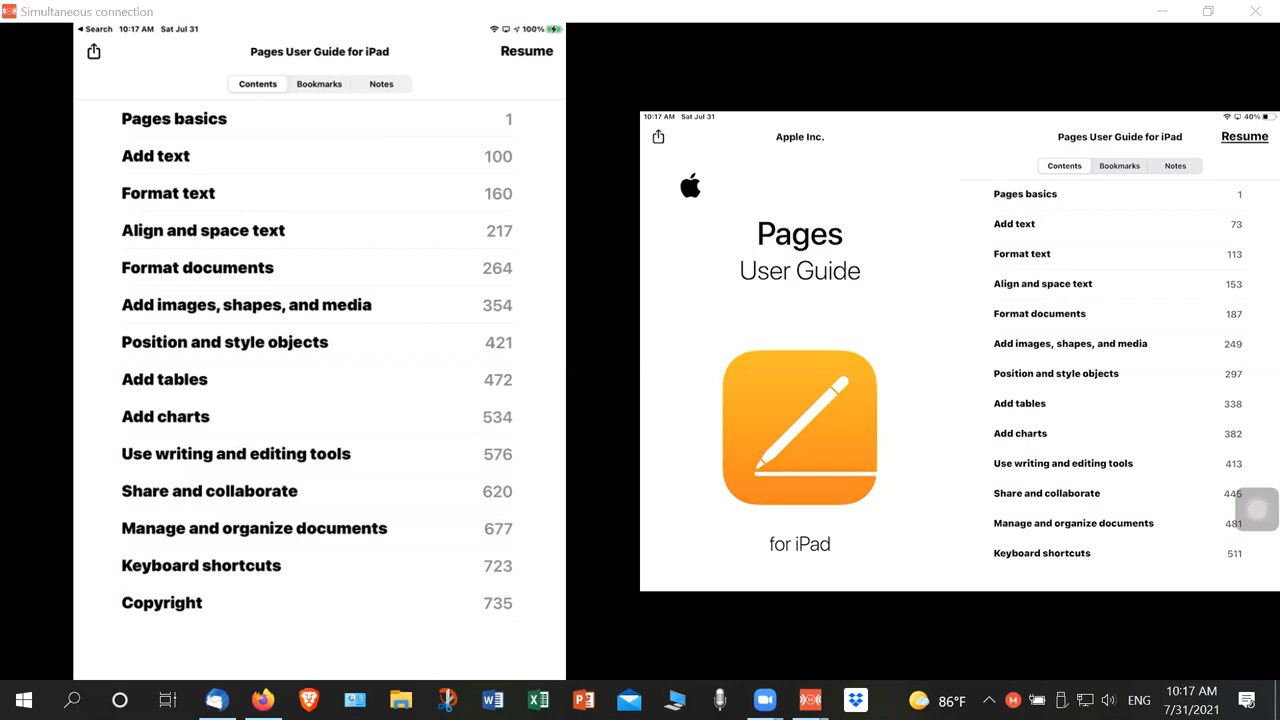 Simultaneous connection
Search 10:17 AM Sat Jul 31 100%
Pages User Guide for iPad Resume
Contents Bookmarks Notes
Pages basics 1
Add text 100
Format text 160
Align and space text 217
Format documents 264
Add images, shapes, and media 354
Position and style objects 421
Add tables 472
Add charts 534
Use writing and editing tools 576
Share and collaborate 620
Manage and organize documents 677
Keyboard shortcuts 723
Copyright 735
10:17 AM Sat Jul 31 40%
Apple Inc. Pages User Guide for iPad Resume
Pages
User Guide
for iPad
Contents Bookmarks Notes
Pages basics 1
Add text 73
Format text 113
Align and space text 153
Format documents 187
Add images, shapes, and media 249
Position and style objects 297
Add tables 338
Add charts 382
Use writing and editing tools 413
Share and collaborate 445
Manage and organize documents 481
Keyboard shortcuts 511
86°F ENG 10:17 AM
7/31/2021